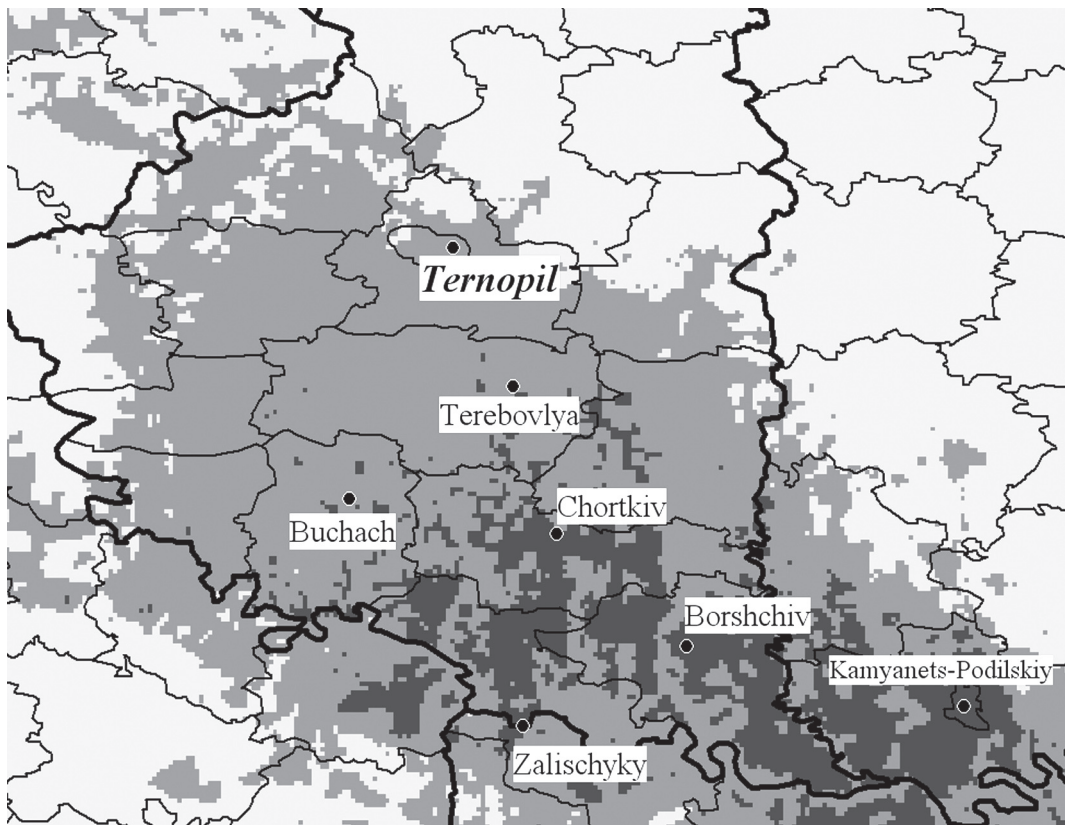 Ternopil
Terebovlya
Chortkiv
Buchach
Borshchiv
Kamyanets-Podilskiy
Zalischyky